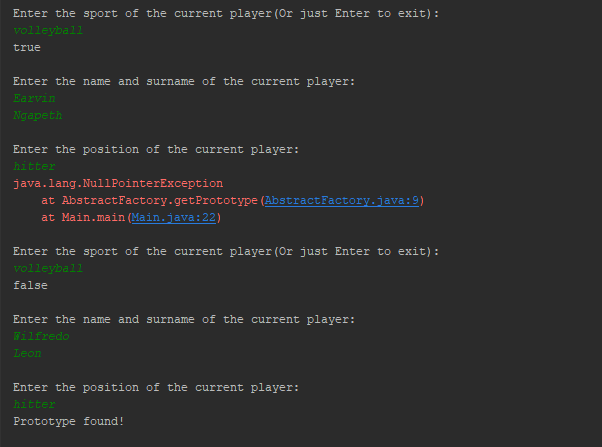 Enter the sport of the current player(Or just Enter to exit):
volleyball
true
Enter the name and surname of the current player:
Earvin
Ngapeth
Enter the position of the current player:
hitter
java.lang.NullPointerException
at AbstractFactory.getPrototype(AbstractFactory.java:9)
at Main.main(Main.java:22)
Enter the sport of the current player(Or just Enter to exit):
volleyball
false
Enter the name and surname of the current player:
Wilfredo
Leon
Enter the position of the current player:
hitter
Prototype found!